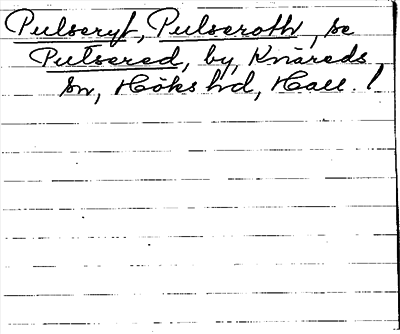 Pulseryt, Pulseroth, se
Pulsered, by, Knäreds
sn, Höks hd, Hall. !